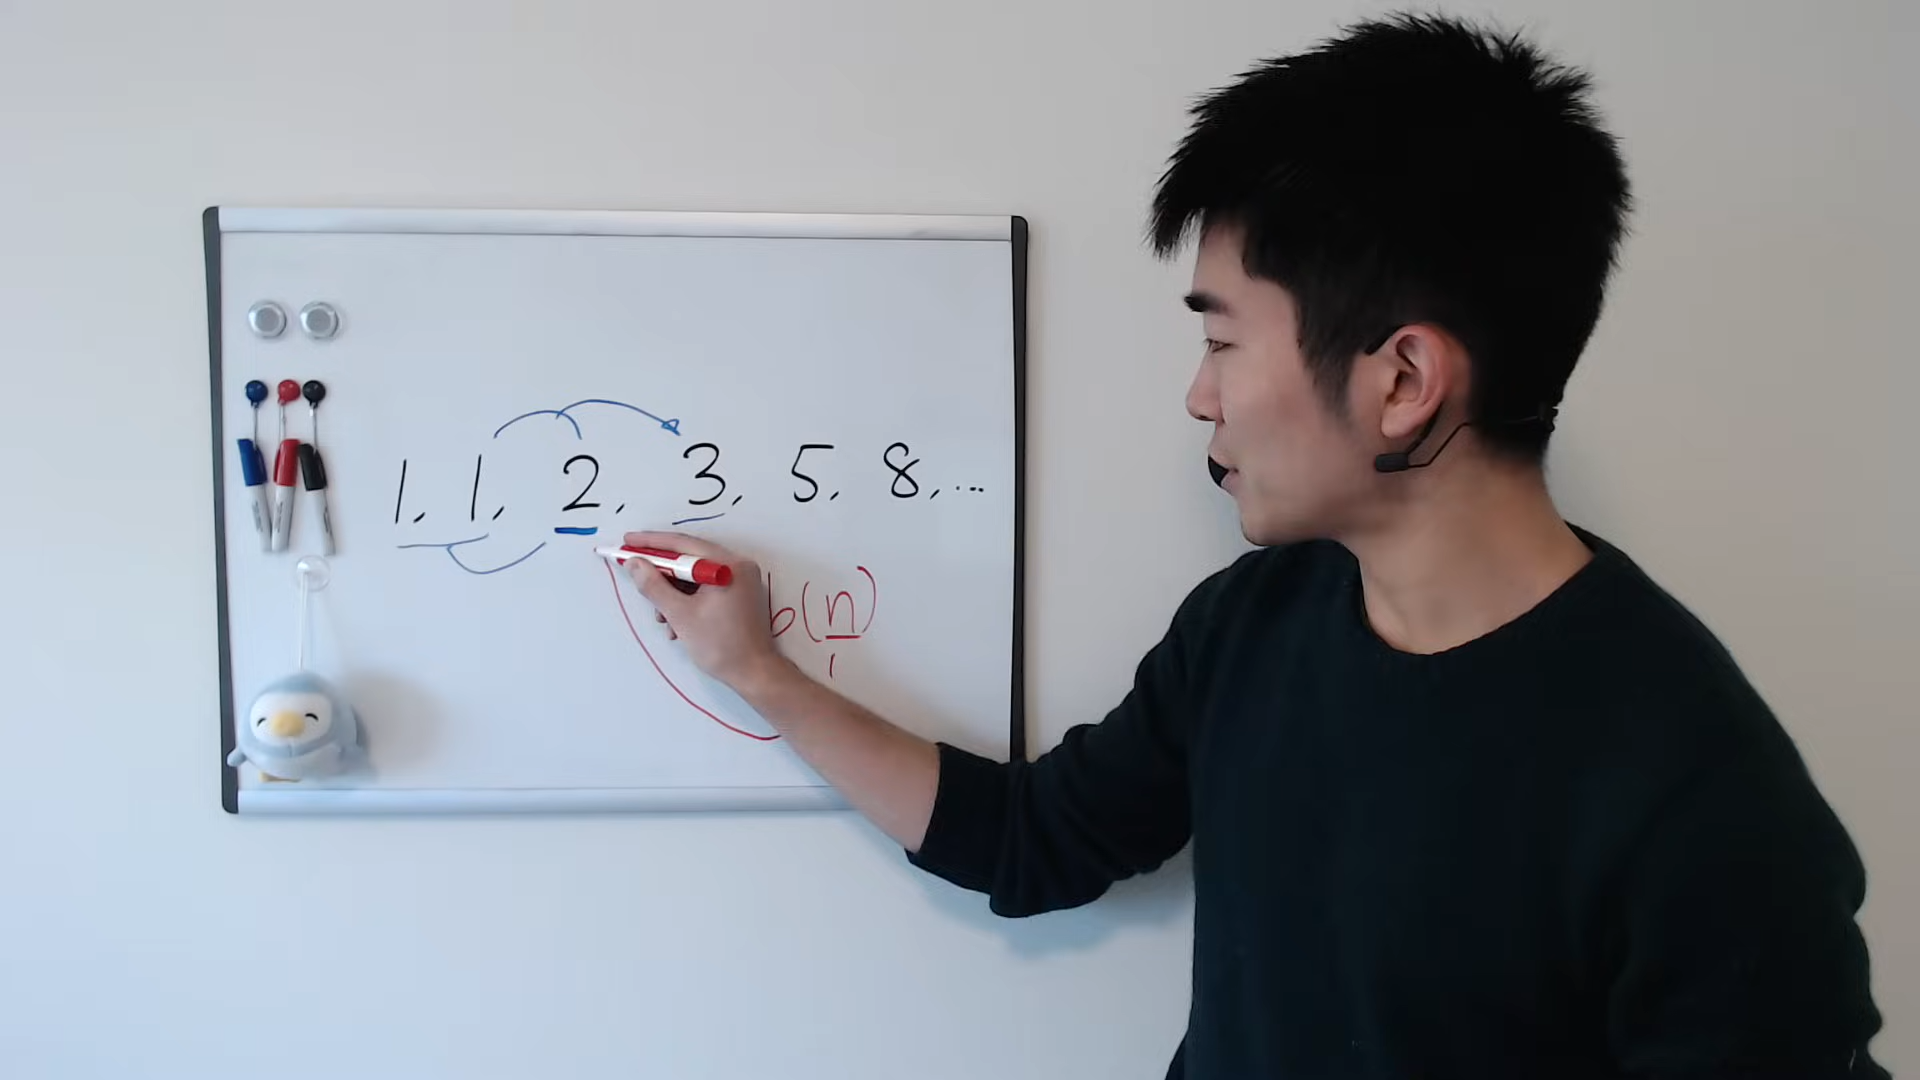 1, 1, 2, 3, 5, 8, ...
b(n)